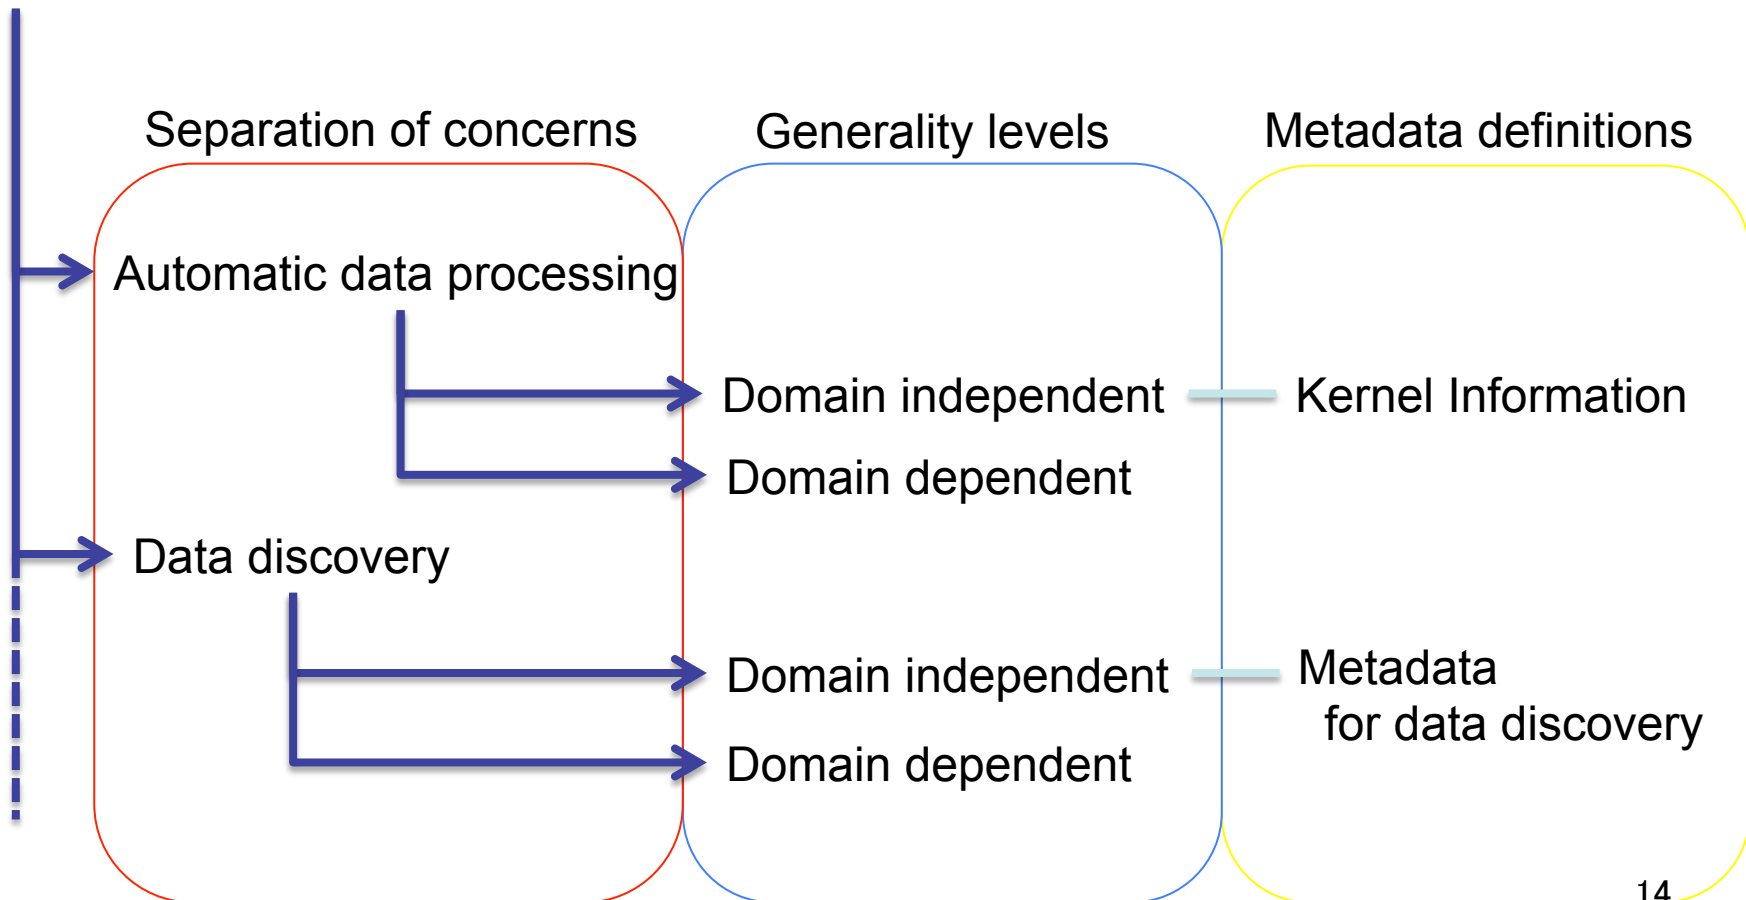 Separation of concerns
Generality levels
Metadata definitions
Automatic data processing
Domain independent
Kernel Information
Domain dependent
Data discovery
Domain independent
Metadata
for data discovery
Domain dependent
14